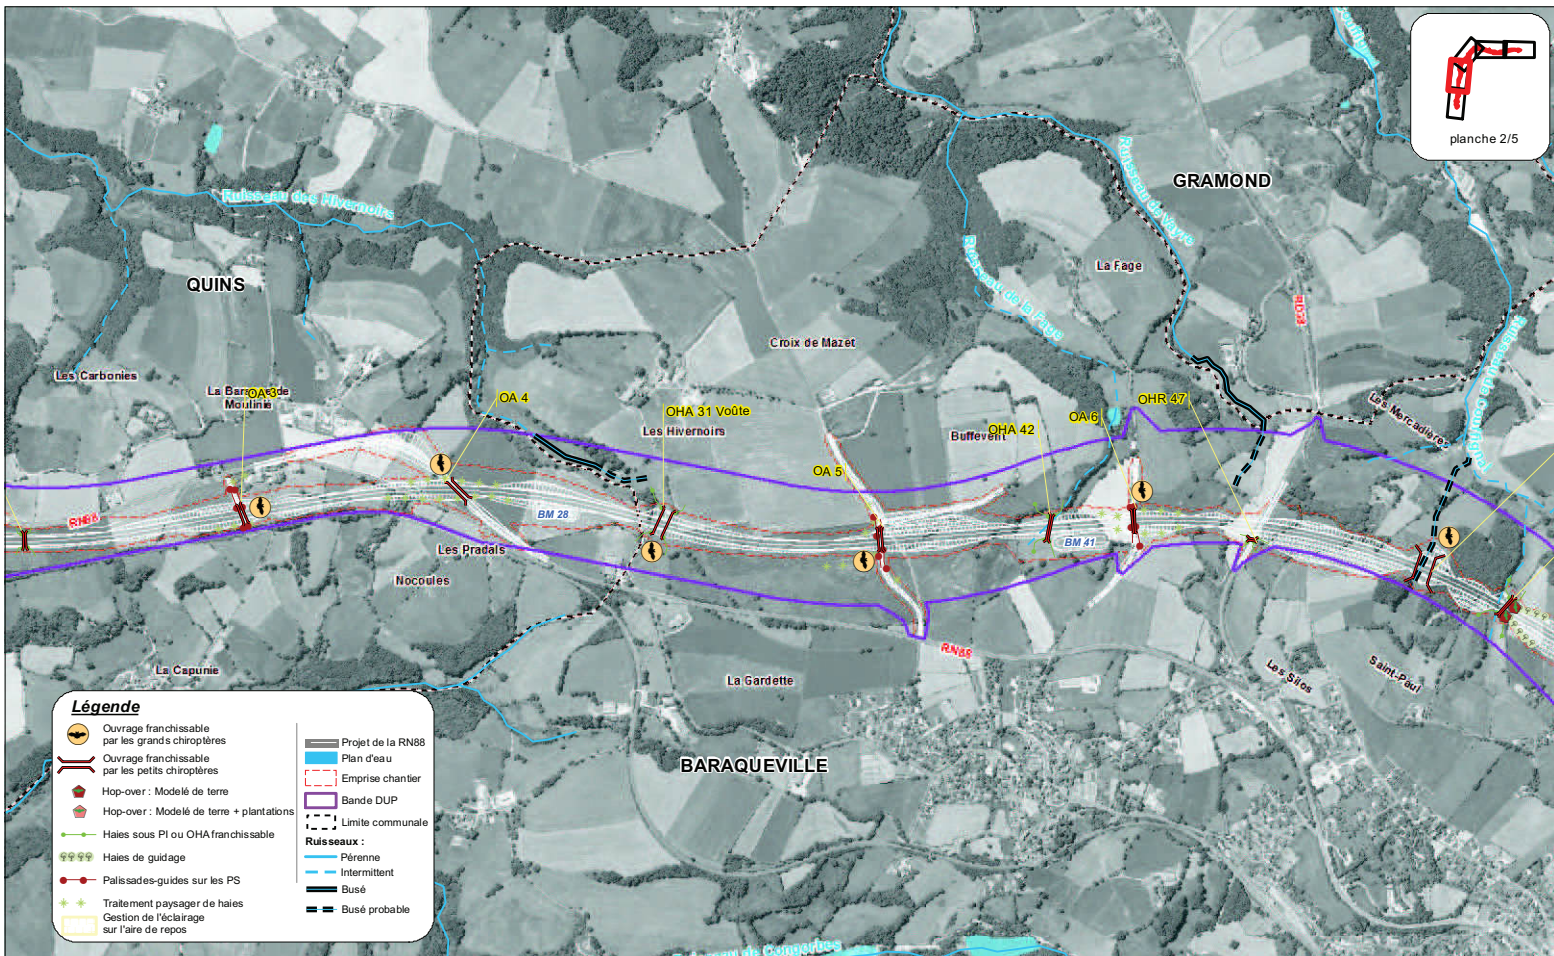 planche 2/5
GRAMOND
Ruisseau de Vayre
Ruisseau des Hivernoirs
QUINS
La Fage
RD29
Ruisseau de la Fage
Croix de Mazet
Les Carbonies
OA 3
Moulinié
OA 4
OHA 31 Voûte
Les Hivernoirs
OHA 42
OA 6
OHR 47
Buffevent
Les Mercadières
OA 5
RN88
BM 28
BM 41
Les Pradals
Nocoules
RN88
La Capunie
La Gardette
Les Silos
Saint-Paul
BARAQUEVILLE
Légende
Ouvrage franchissable
par les grands chiroptères
Ouvrage franchissable
par les petits chiroptères
Hop-over : Modelé de terre
Hop-over : Modelé de terre + plantations
Haies sous PI ou OHA franchissable
Haies de guidage
Palissades-guides sur les PS
Traitement paysager de haies
Gestion de l'éclairage
sur l'aire de repos
Projet de la RN88
Plan d'eau
Emprise chantier
Bande DUP
Limite communale
Ruisseaux :
Pérenne
Intermittent
Busé
Busé probable